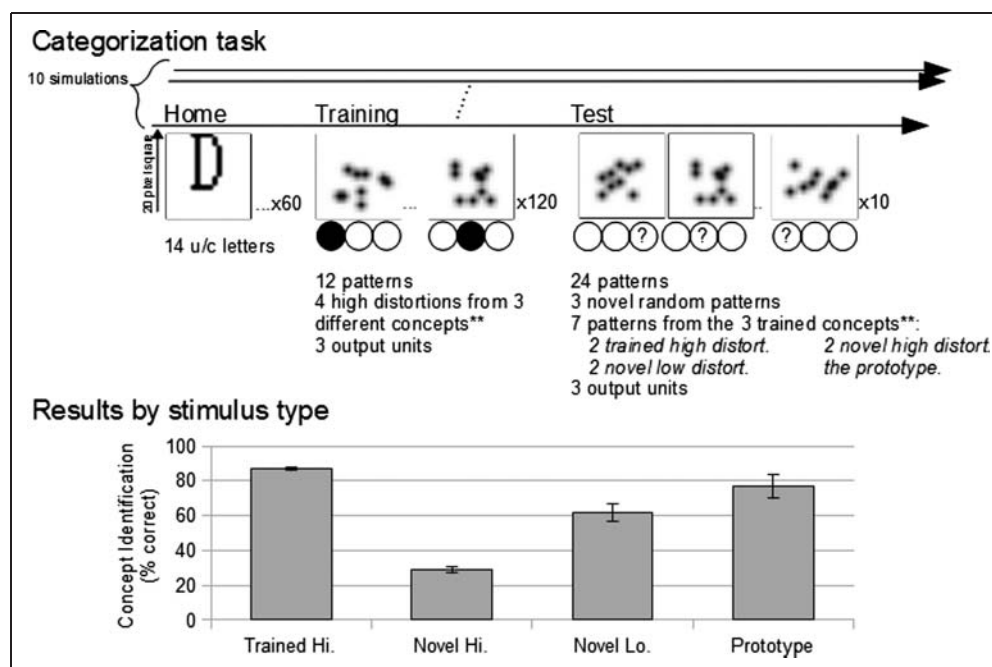 Categorization task
10 simulations
Home Training Test
20 pixel square
D
...x60 ... x120 .. x10
? ? ?
14 u/c letters
12 patterns
4 high distortions from 3
different concepts**
3 output units
24 patterns
3 novel random patterns
7 patterns from the 3 trained concepts**:
2 trained high distort. 2 novel high distort.
2 novel low distort. the prototype.
3 output units
Results by stimulus type
Concept Identification
(% correct)
100
80
60
40
20
0
Trained Hi. Novel Hi. Novel Lo. Prototype